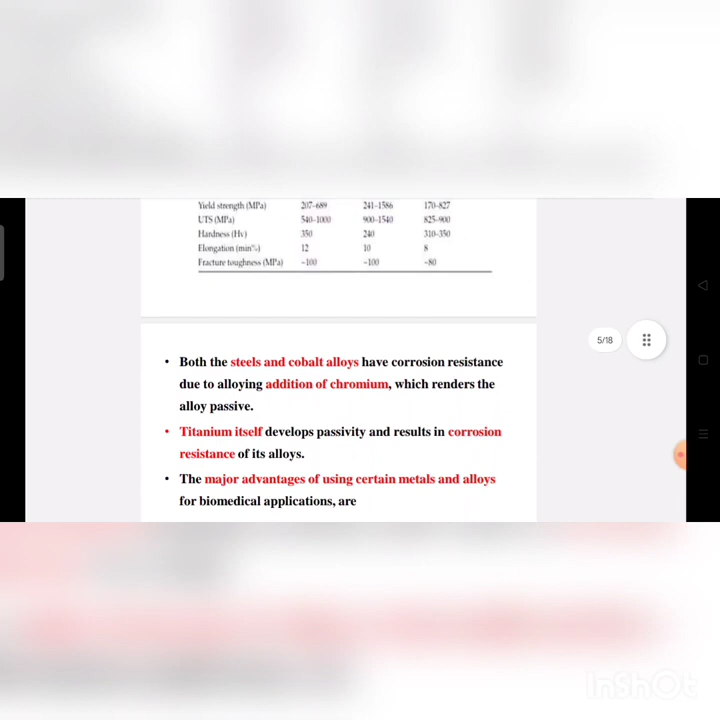 Yield strength (MPa) 207-689 241-1586 170-827
UTS (MPa) 540-1000 900-1540 825-900
Hardness (Hv) 350 240 310-350
Elongation (min%) 12 10 8
Fracture toughness (MPa) ~100 ~100 ~80
5/18
• Both the steels and cobalt alloys have corrosion resistance
due to alloying addition of chromium, which renders the
alloy passive.
• Titanium itself develops passivity and results in corrosion
resistance of its alloys.
• The major advantages of using certain metals and alloys
for biomedical applications, are
InShOt